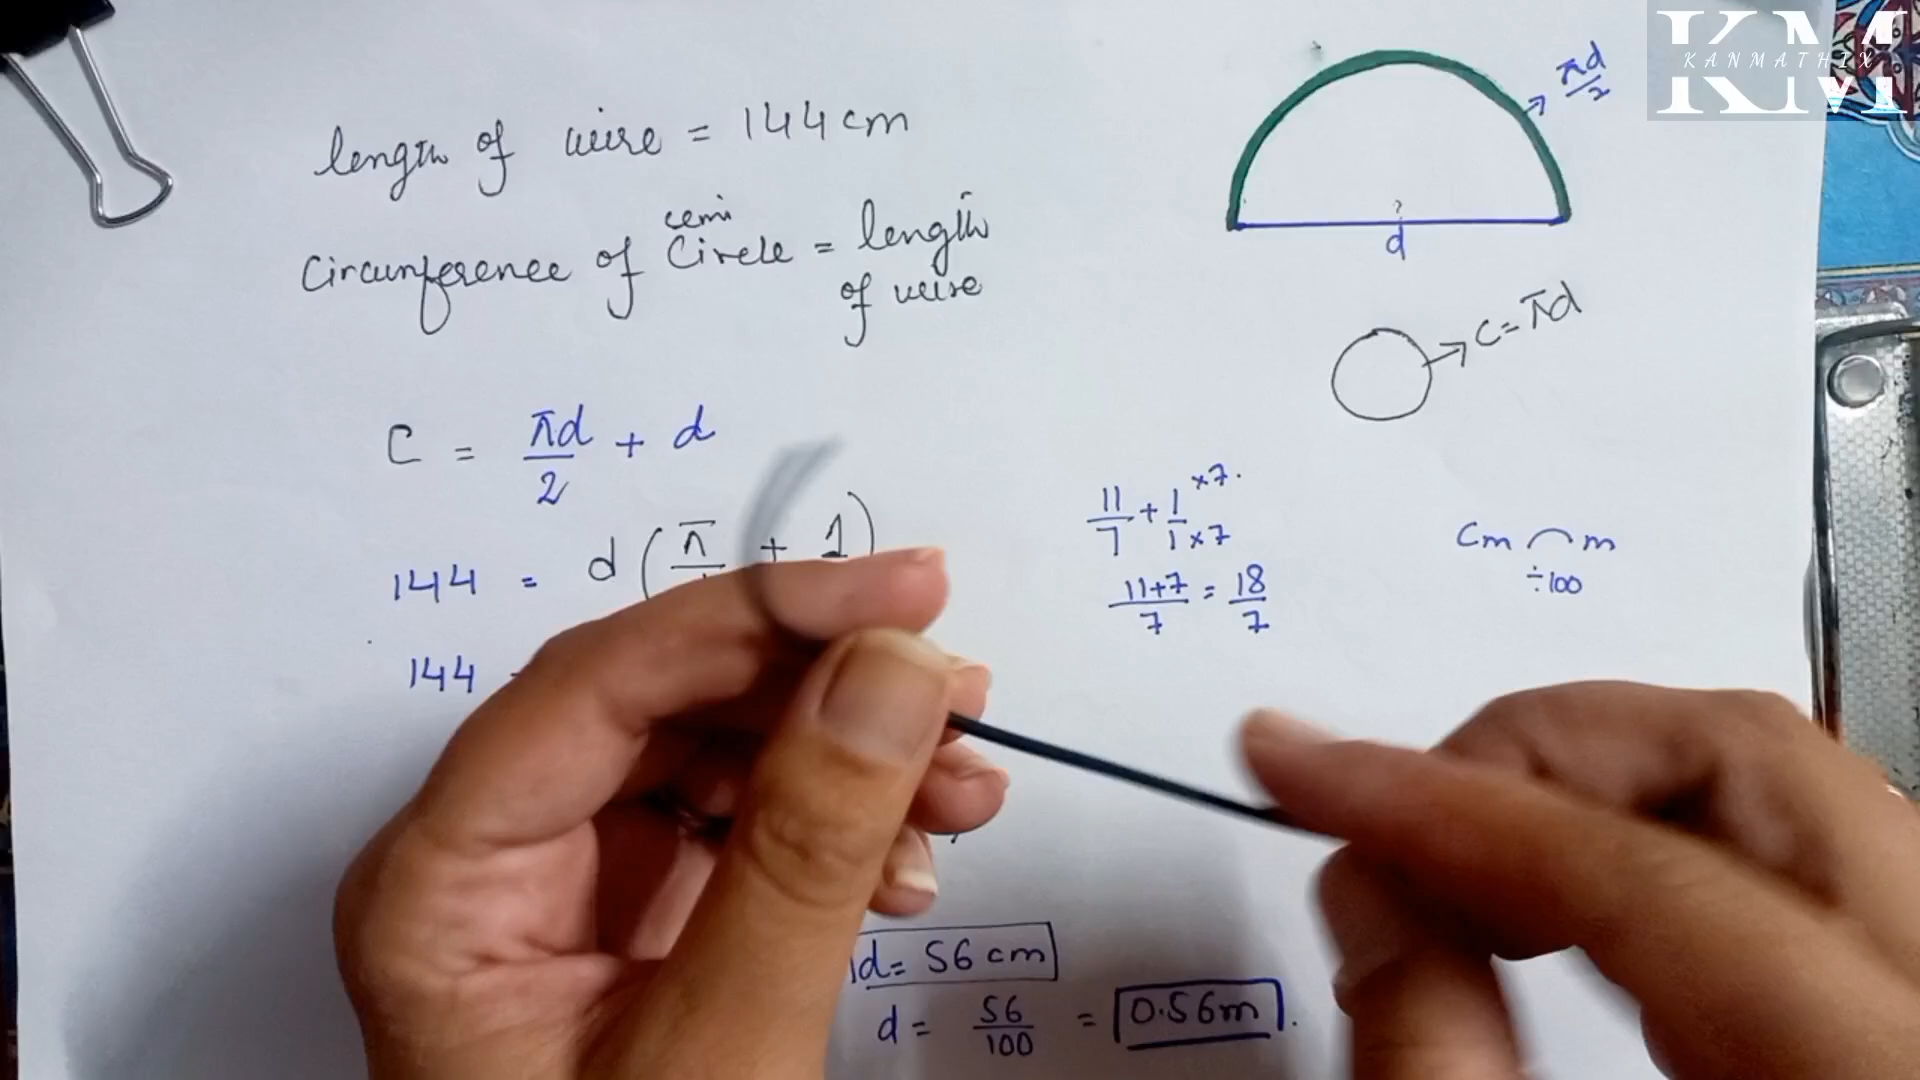 KM
KANMATHIX
length of wire = 144 cm
πd/2
cemi
Circumference of Circle = length
of wire
d
C = πd
C = πd/2 + d
11/7 + 1/1 ×7.
×7
Cm m
÷100
144 = d (π + 1)
11+7/7 = 18/7
144
d = 56 cm
d = 56/100 = 0.56m.